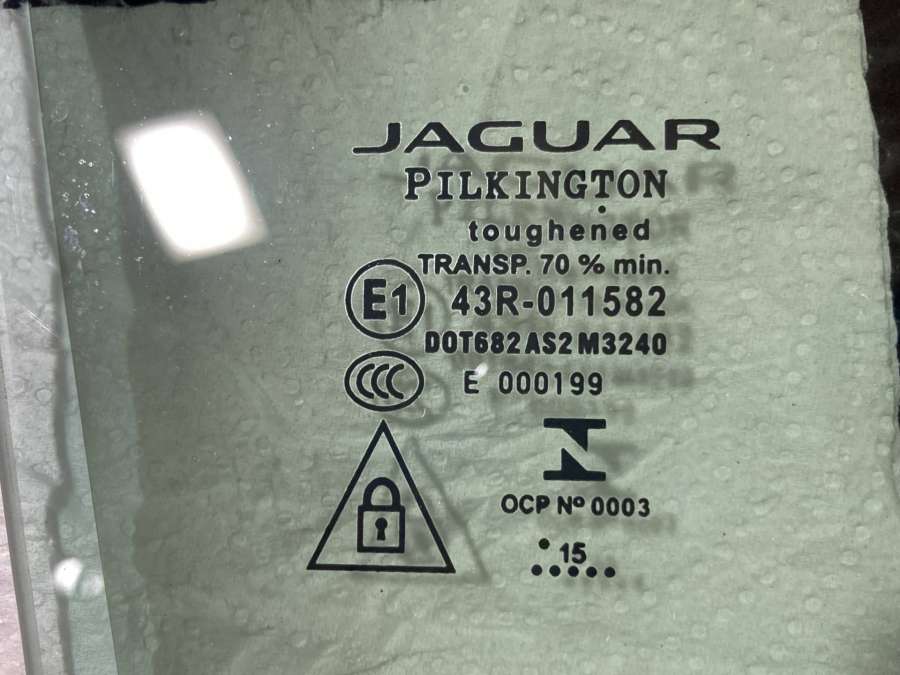 JAGUAR
PILKINGTON
toughened
TRANSP. 70 % min.
E1 43R-011582
DOT682 AS2 M3240
CCC E 000199
OCP Nº 0003
15